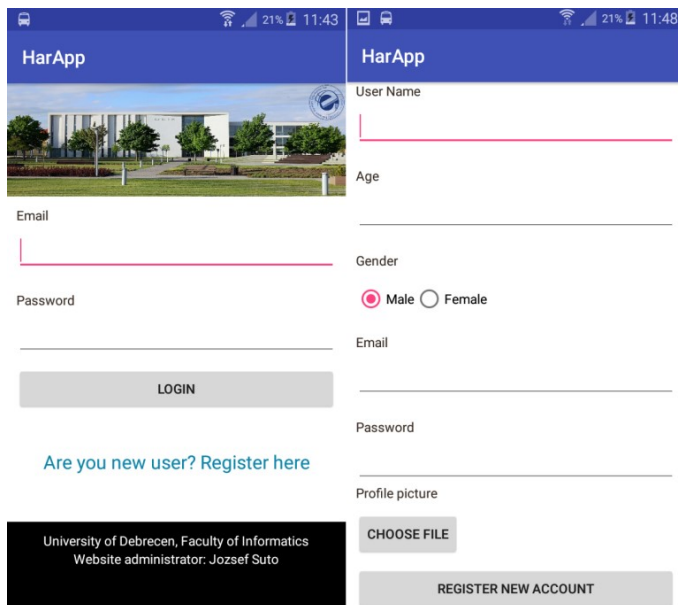 21% 11:43
HarApp
Email
Password
LOGIN
Are you new user? Register here
University of Debrecen, Faculty of Informatics
Website administrator: Jozsef Suto
21% 11:48
HarApp
User Name
Age
Gender
Male Female
Email
Password
Profile picture
CHOOSE FILE
REGISTER NEW ACCOUNT